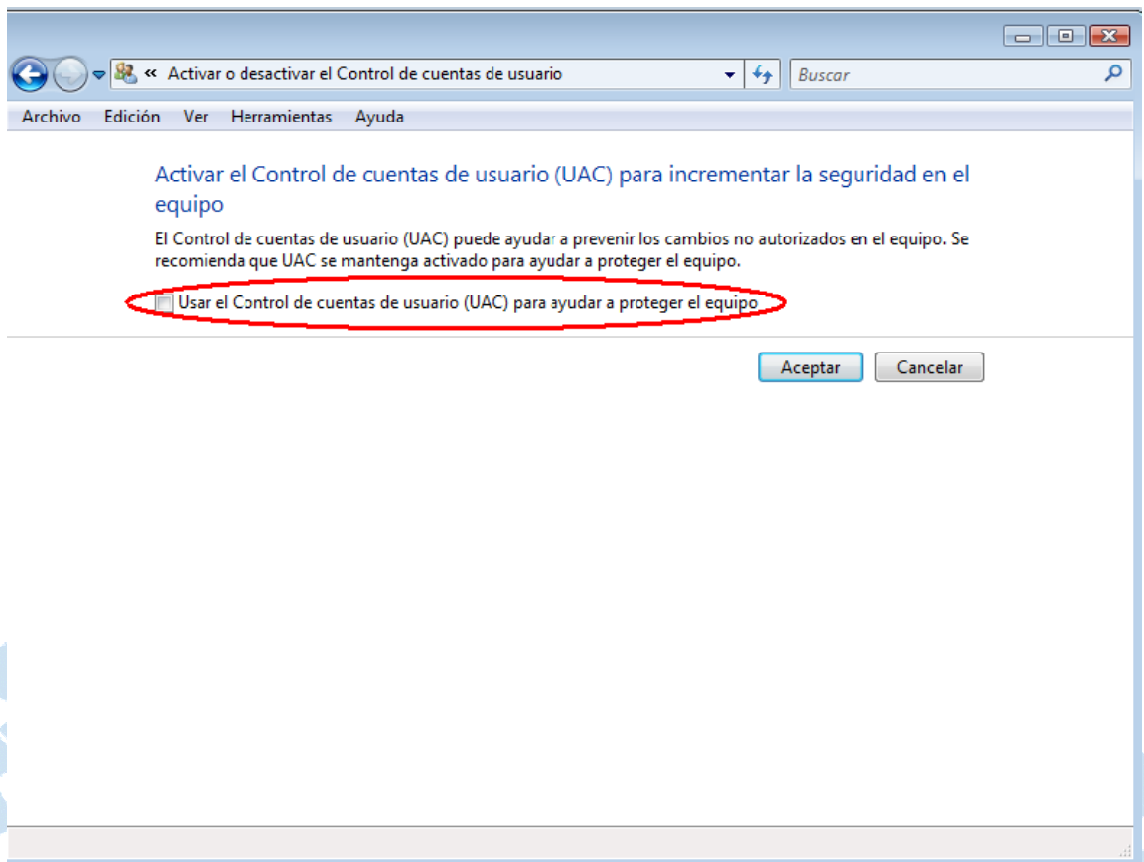 « Activar o desactivar el Control de cuentas de usuario
Buscar
Archivo Edición Ver Herramientas Ayuda
Activar el Control de cuentas de usuario (UAC) para incrementar la seguridad en el
equipo
El Control de cuentas de usuario (UAC) puede ayudar a prevenir los cambios no autorizados en el equipo. Se
recomienda que UAC se mantenga activado para ayudar a proteger el equipo.
Usar el Control de cuentas de usuario (UAC) para ayudar a proteger el equipo
Aceptar Cancelar